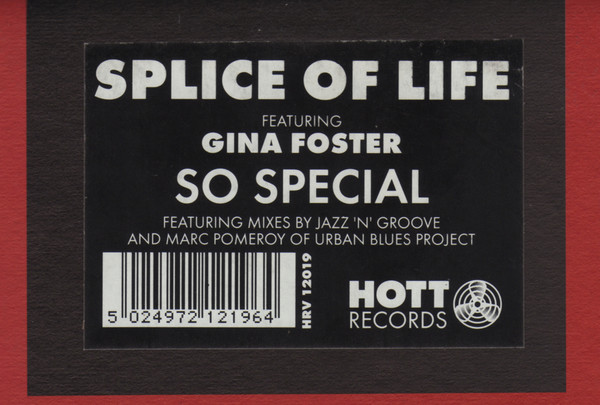 SPLICE OF LIFE
FEATURING
GINA FOSTER
SO SPECIAL
FEATURING MIXES BY JAZZ 'N' GROOVE
AND MARC POMEROY OF URBAN BLUES PROJECT
5 024972 121964
HRV 12019
HOTT
RECORDS